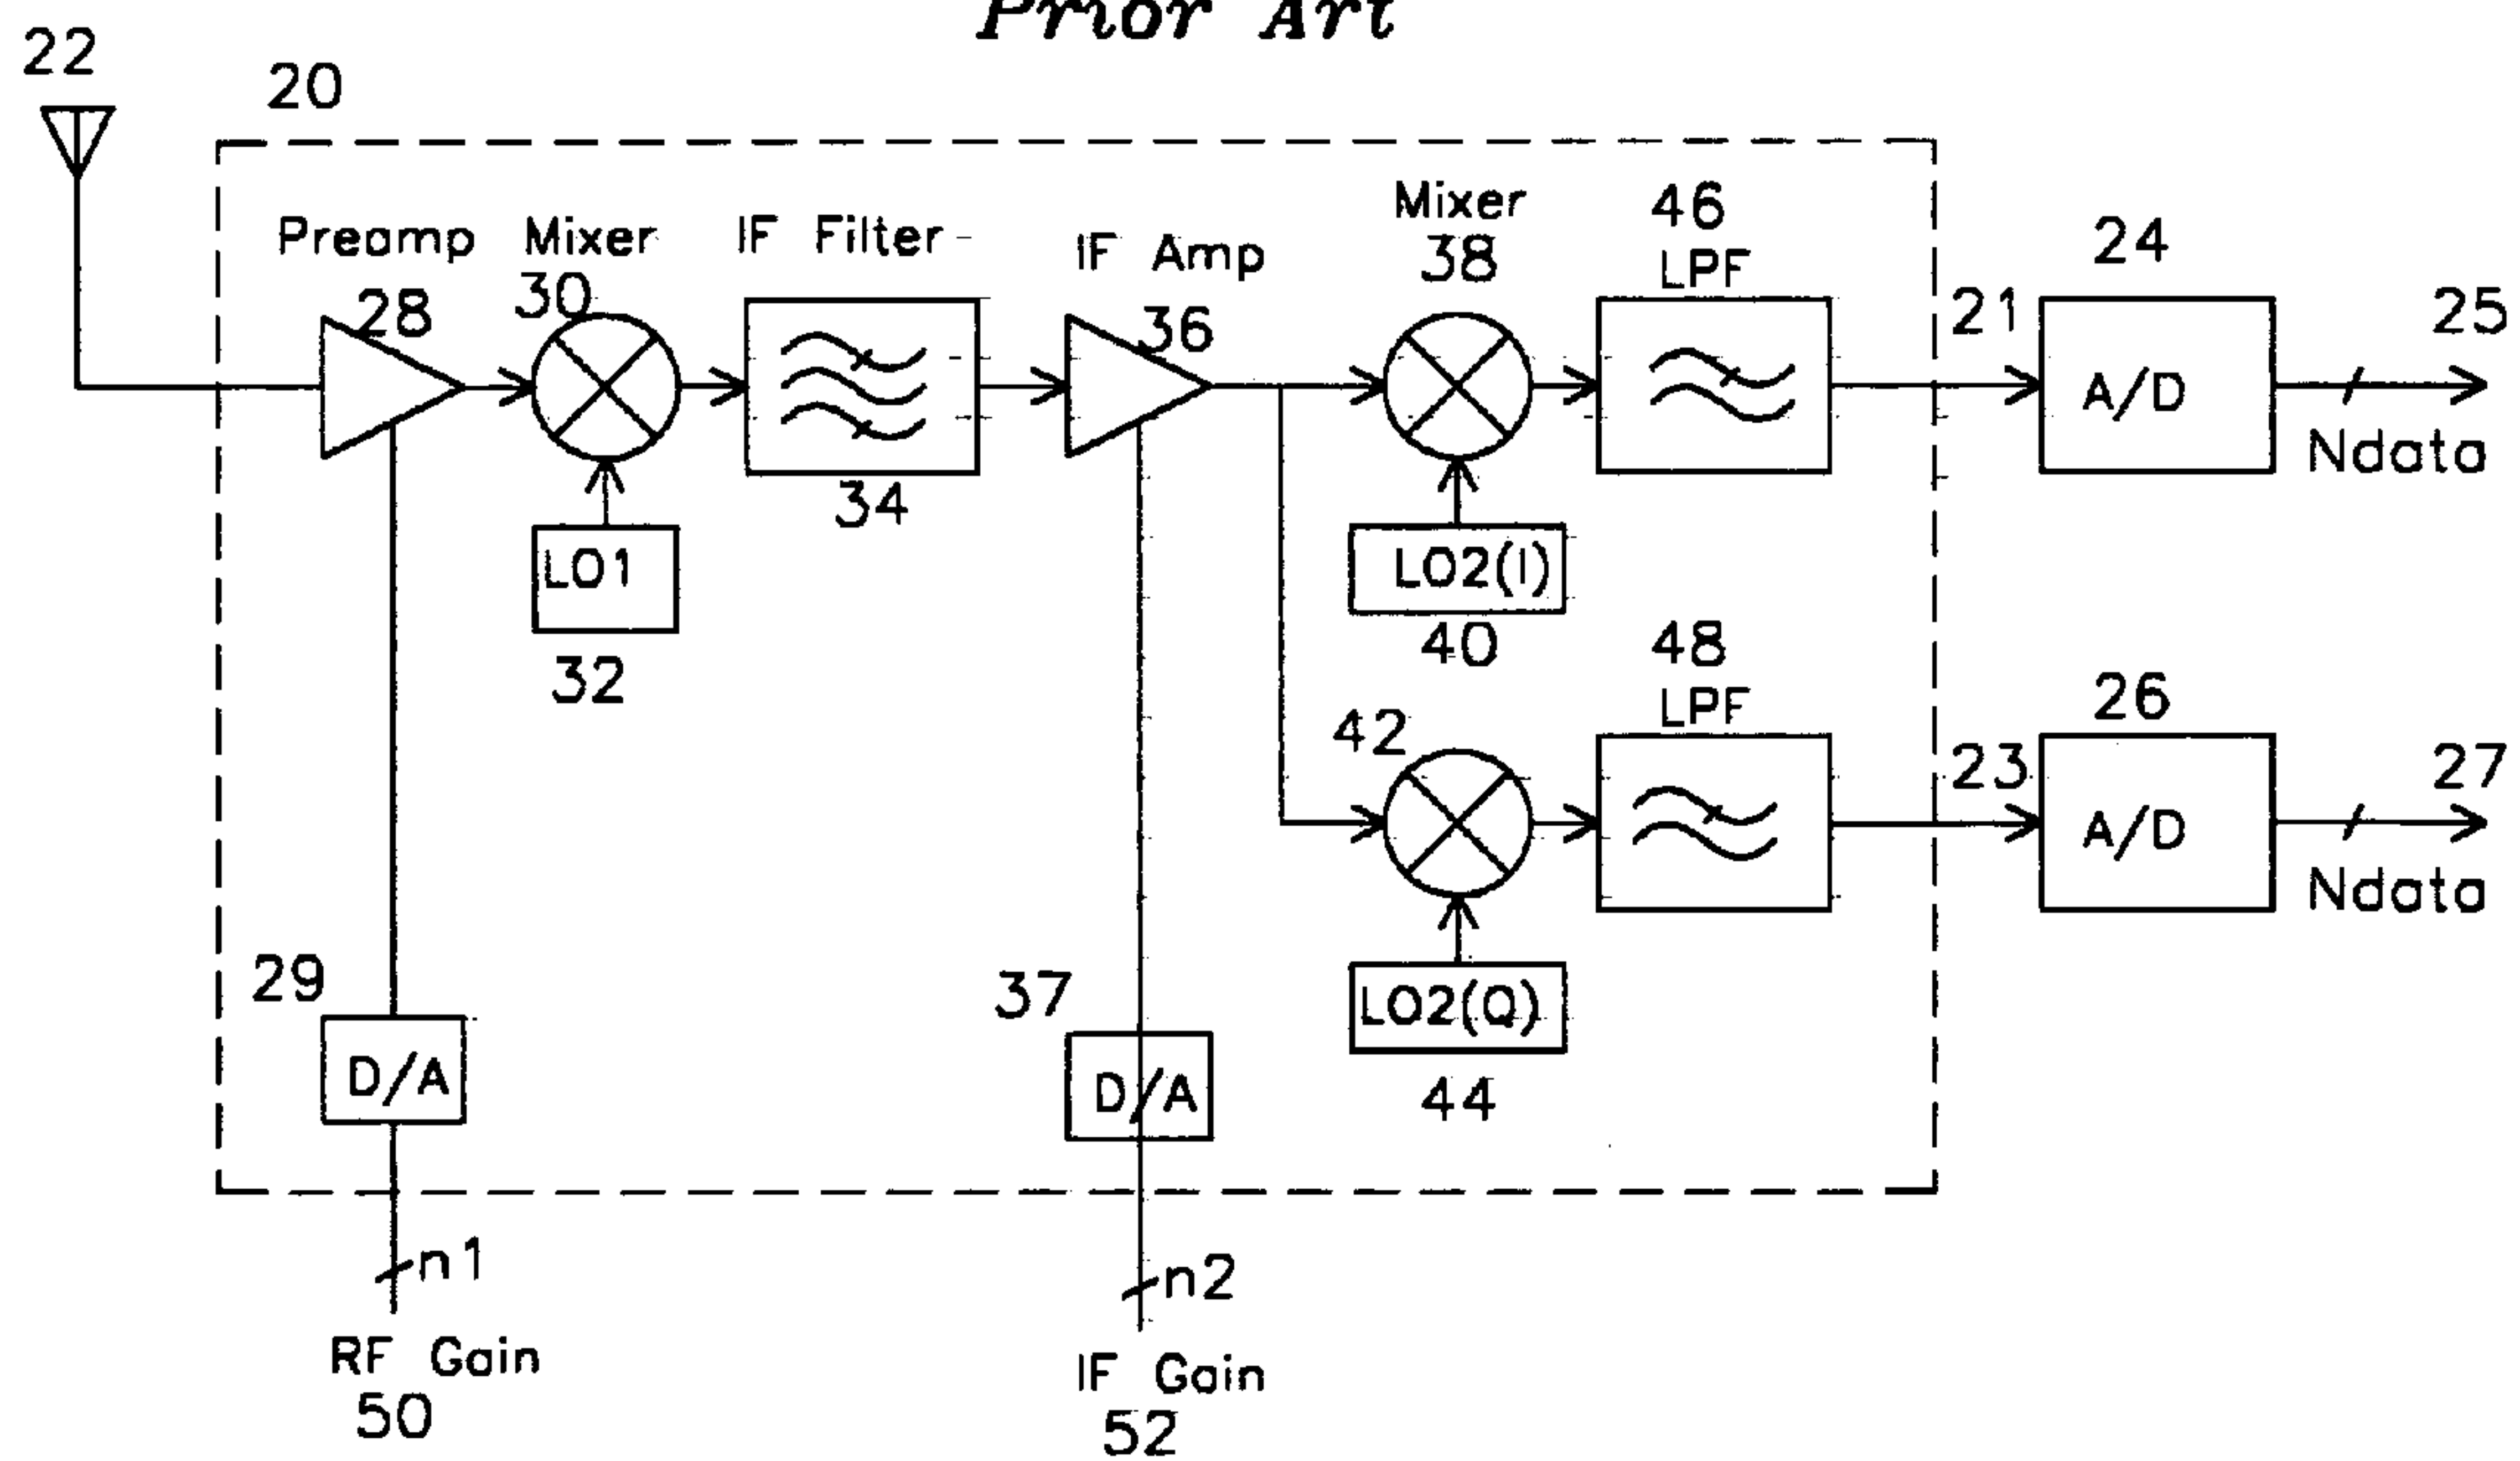 Prior Art
22
20
Preamp
28
Mixer
30
IF Filter
34
IF Amp
36
Mixer
38
46
LPF
21
24
A/D
25
Ndata
LO1
32
LO2(I)
40
42
48
LPF
23
26
A/D
27
Ndata
LO2(Q)
44
29
D/A
37
D/A
n1
RF Gain
50
n2
IF Gain
52